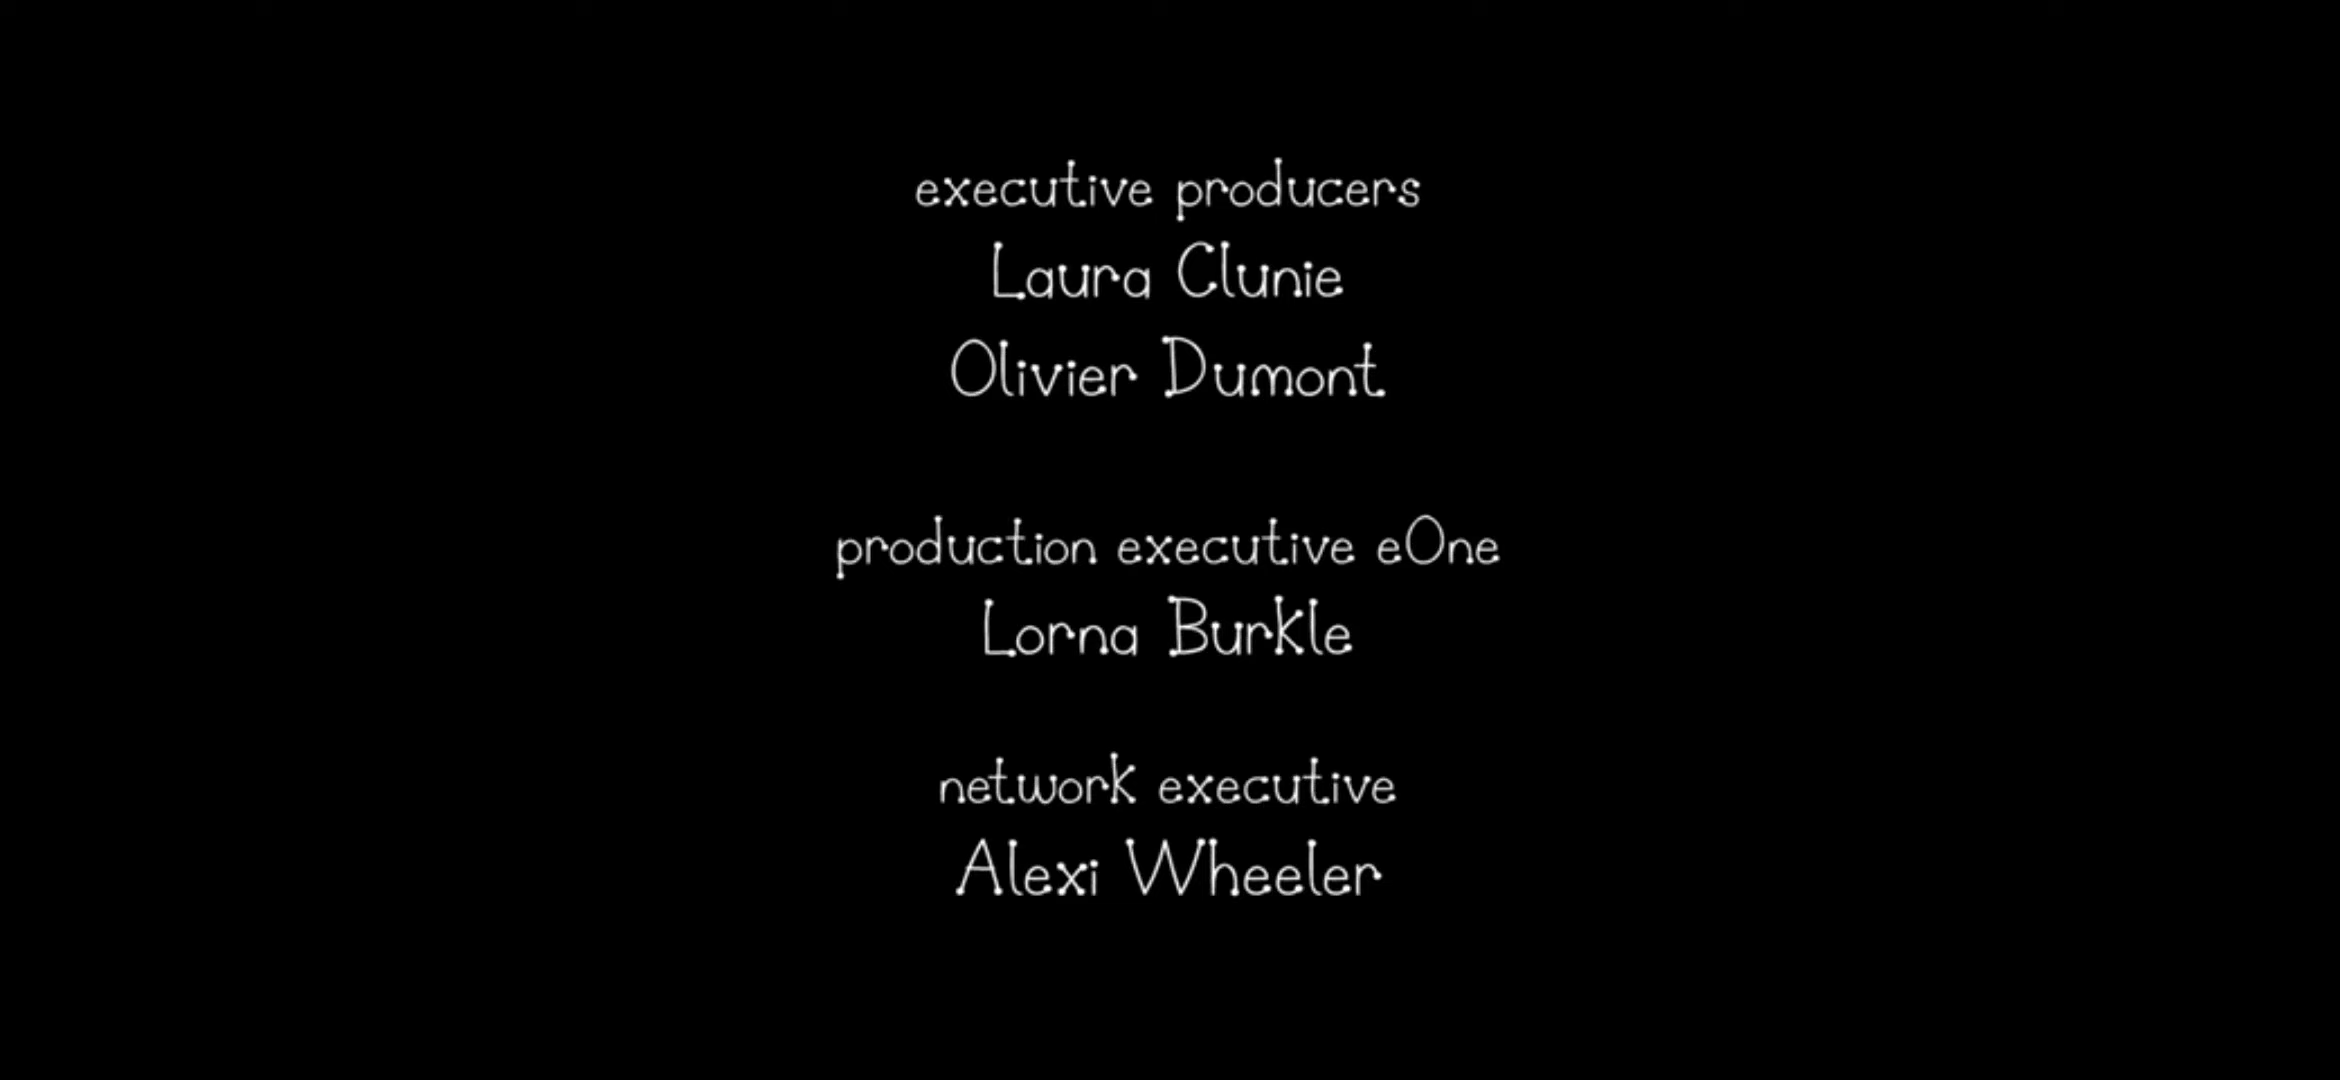 executive producers
Laura Clunie
Olivier Dumont
production executive eOne
Lorna Burkle
network executive
Alexi Wheeler